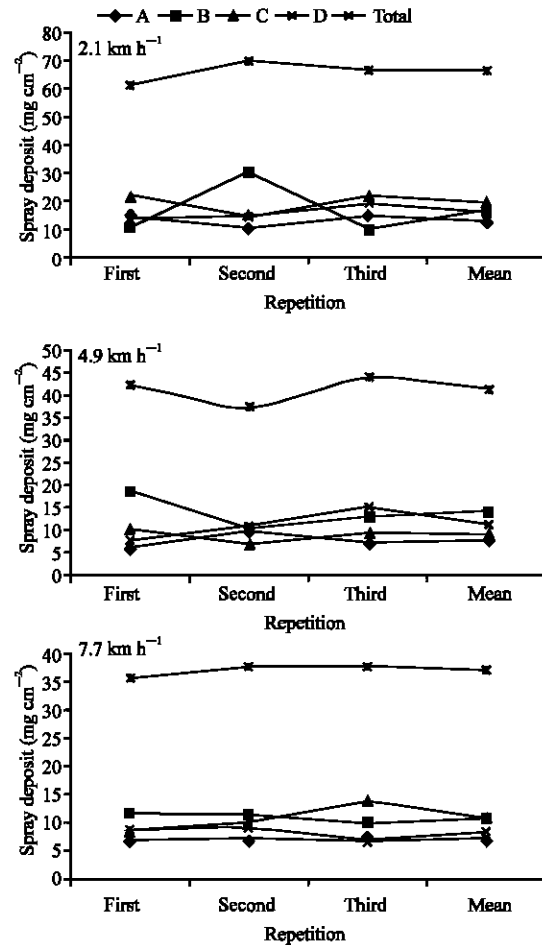 A B C D Total
2.1 km h⁻¹
Spray deposit (mg cm⁻²)
80
70
60
50
40
30
20
10
0
First Second Third Mean
Repetition
4.9 km h⁻¹
Spray deposit (mg cm⁻²)
50
45
40
35
30
25
20
15
10
5
0
First Second Third Mean
Repetition
7.7 km h⁻¹
Spray deposit (mg cm⁻²)
40
35
30
25
20
15
10
5
0
First Second Third Mean
Repetition